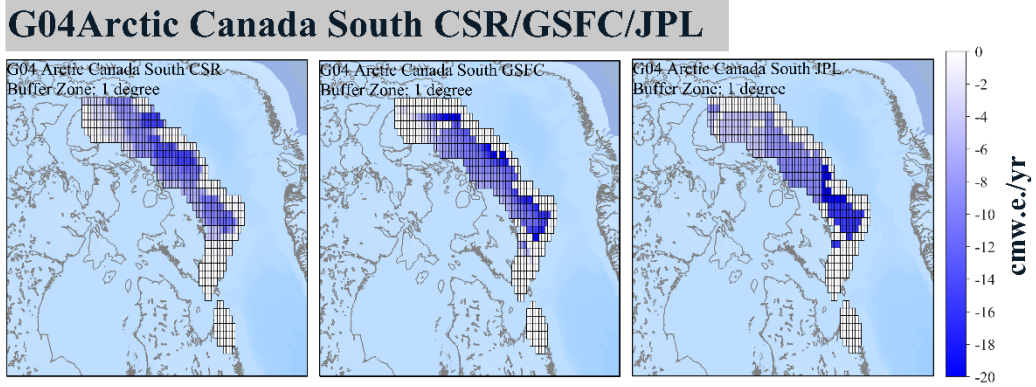 G04Arctic Canada South CSR/GSFC/JPL
G04 Arctic Canada South CSR
Buffer Zone: 1 degree
G04 Arctic Canada South GSFC
Buffer Zone: 1 degree
G04 Arctic Canada South JPL
Buffer Zone: 1 degree
0
-2
-4
-6
-8
-10
-12
-14
-16
-18
-20
cmw.e./yr